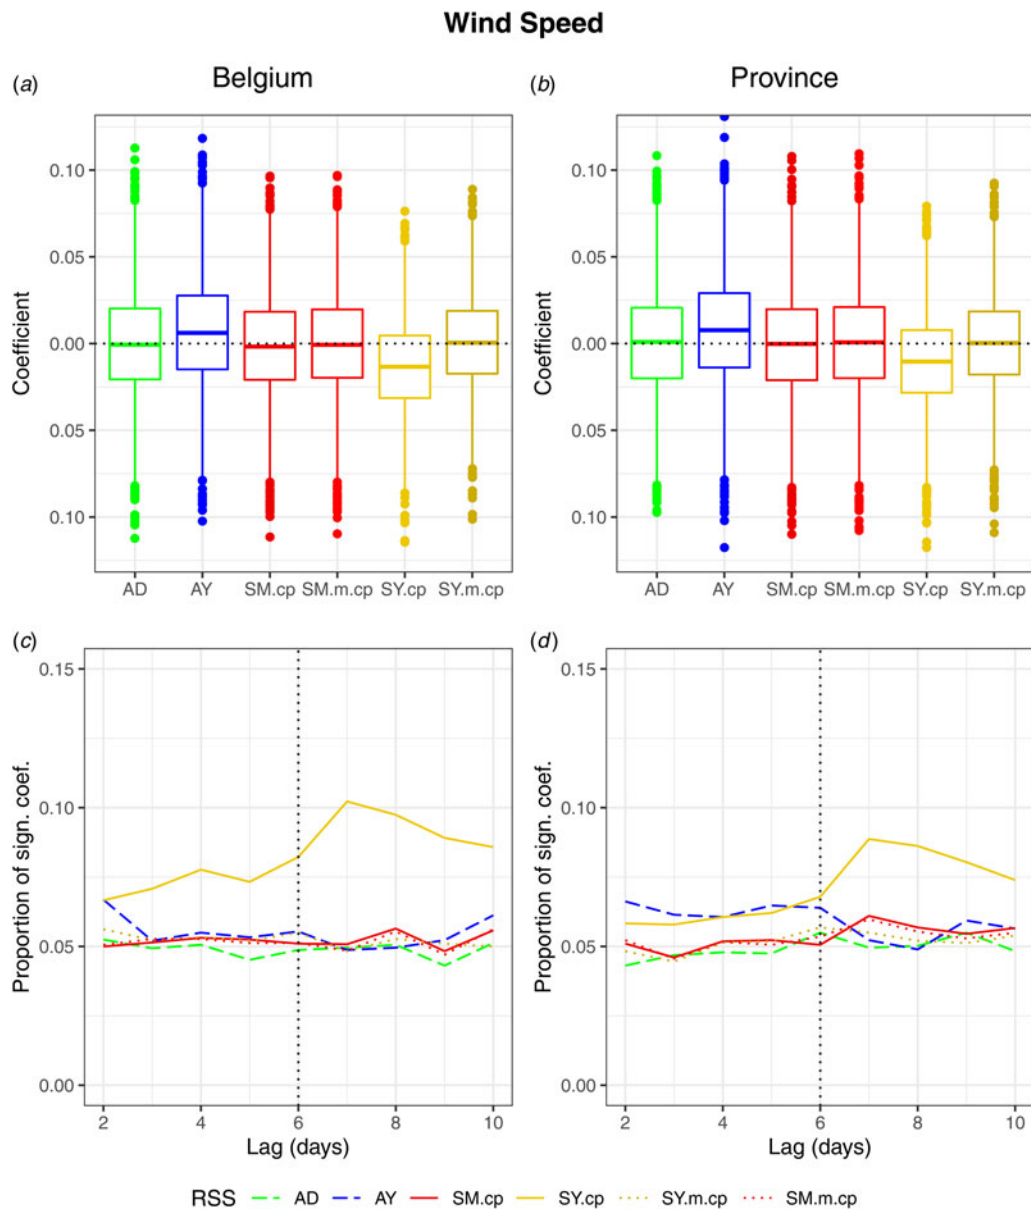 Wind Speed
(a) Belgium (b) Province
0.10 0.10
0.05 0.05
0.00 0.00
0.05 0.05
0.10 0.10
Coefficient Coefficient
AD AY SM.cp SM.m.cp SY.cp SY.m.cp AD AY SM.cp SM.m.cp SY.cp SY.m.cp
(c) (d)
0.15 0.15
0.10 0.10
0.05 0.05
0.00 0.00
Proportion of sign. coef. Proportion of sign. coef.
2 4 6 8 10 2 4 6 8 10
Lag (days) Lag (days)
RSS AD AY SM.cp SY.cp SY.m.cp SM.m.cp